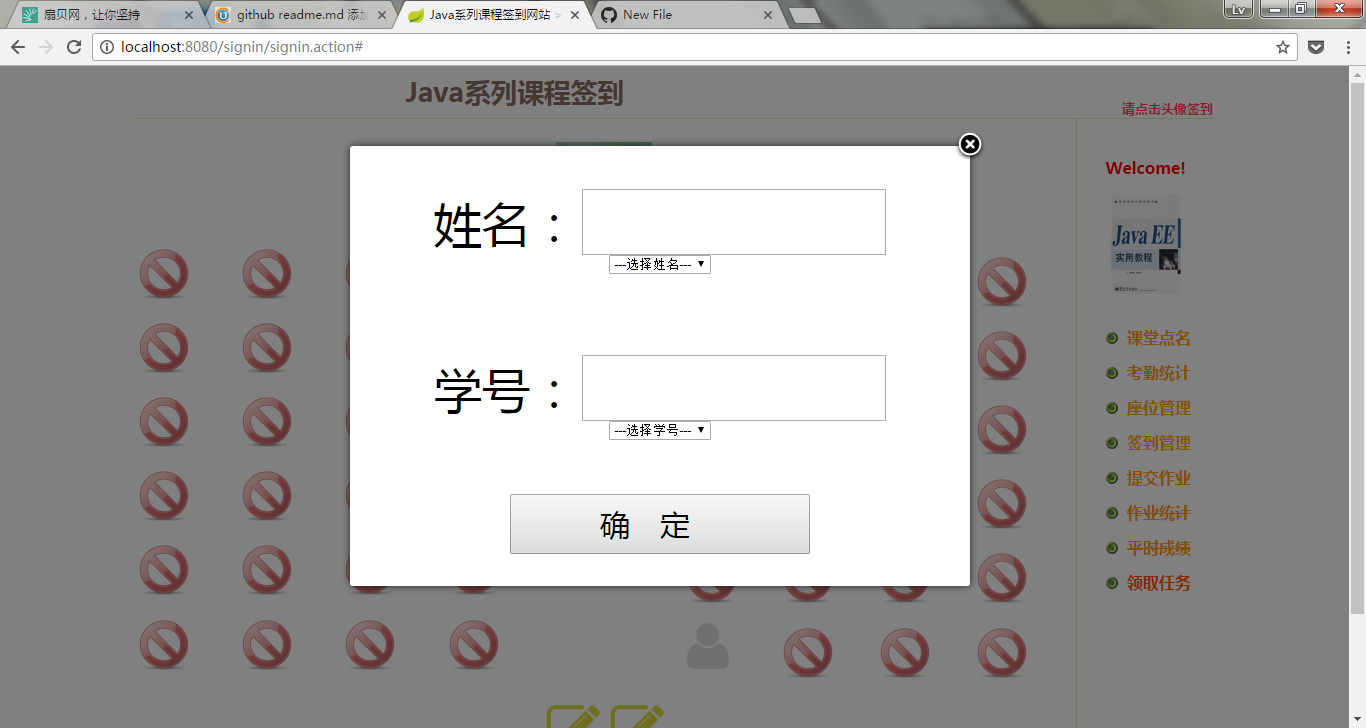 扇贝网，让你坚持
github readme.md 添加
Java系列课程签到网站 >
New File
Lv
localhost:8080/signin/signin.action#
Java系列课程签到
请点击头像签到
Welcome!
Java EE
实用教程
课堂点名
考勤统计
座位管理
签到管理
提交作业
作业统计
平时成绩
领取任务
姓名：
---选择姓名---
学号：
---选择学号---
确 定